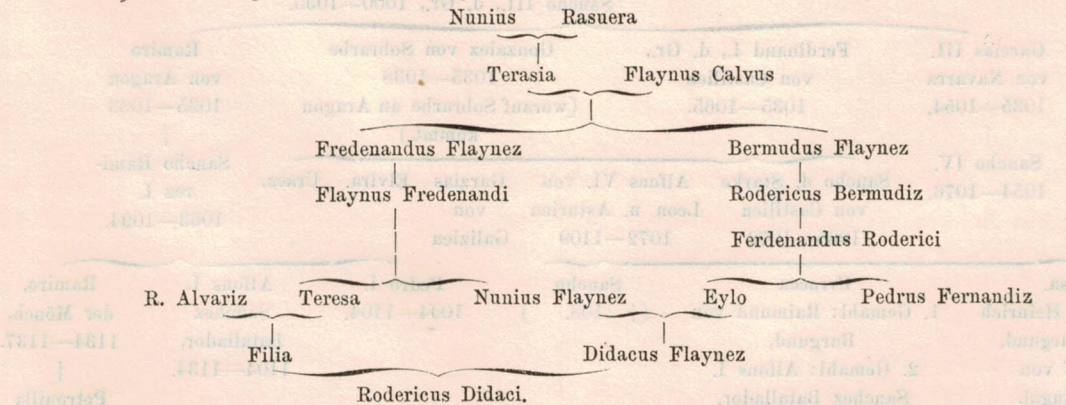 Nunius Rasuera
Terasia Flaynus Calvus
Fredenandus Flaynez Bermudus Flaynez
Flaynus Fredenandi Rodericus Bermudiz
Ferdenandus Roderici
R. Alvariz Teresa Nunius Flaynez Eylo Pedrus Fernandiz
Filia Didacus Flaynez
Rodericus Didaci.